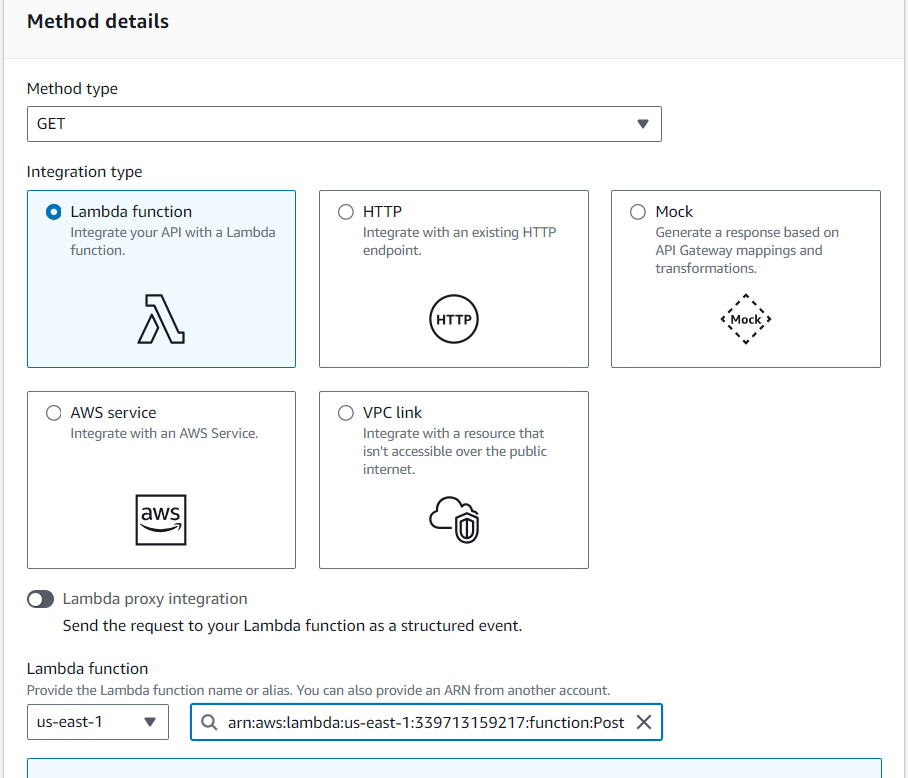 Method details
Method type
GET
Integration type
Lambda function
Integrate your API with a Lambda
function.
HTTP
Integrate with an existing HTTP
endpoint.
HTTP
Mock
Generate a response based on
API Gateway mappings and
transformations.
Mock
AWS service
Integrate with an AWS Service.
aws
VPC link
Integrate with a resource that
isn't accessible over the public
internet.
Lambda proxy integration
Send the request to your Lambda function as a structured event.
Lambda function
Provide the Lambda function name or alias. You can also provide an ARN from another account.
us-east-1
arn:aws:lambda:us-east-1:339713159217:function:Post